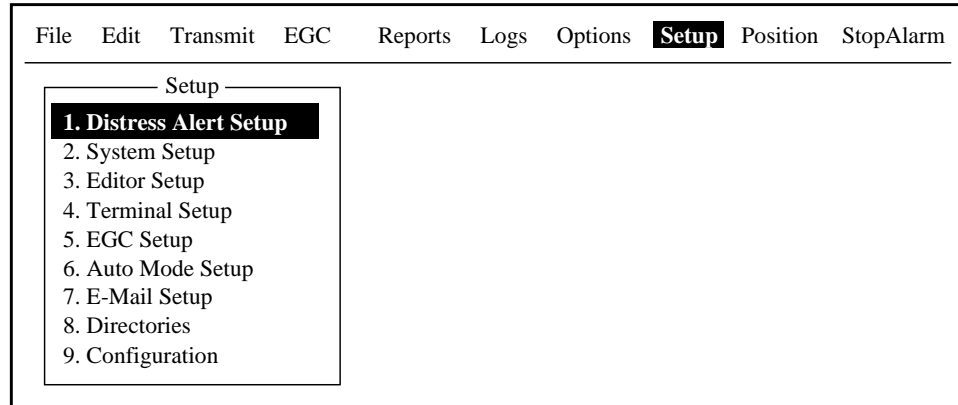 File Edit Transmit EGC Reports Logs Options Setup Position StopAlarm
Setup
1. Distress Alert Setup
2. System Setup
3. Editor Setup
4. Terminal Setup
5. EGC Setup
6. Auto Mode Setup
7. E-Mail Setup
8. Directories
9. Configuration